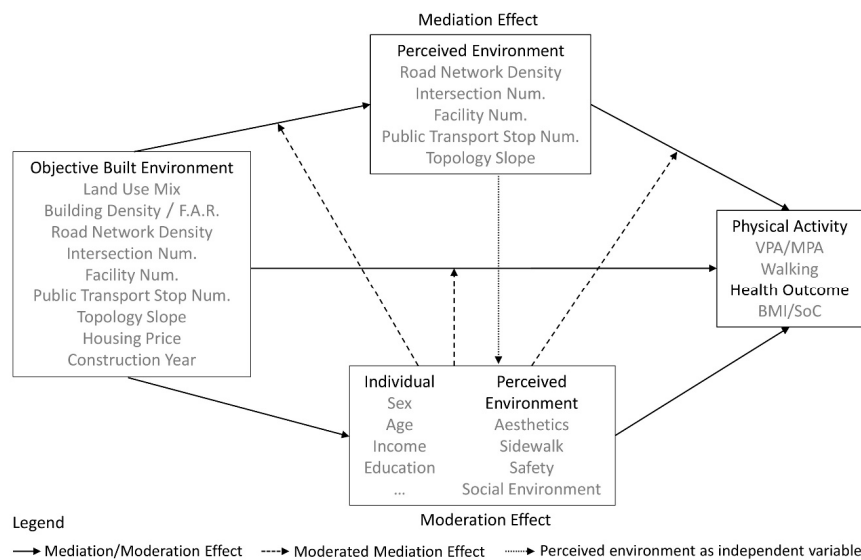 Mediation Effect
Perceived Environment
Road Network Density
Intersection Num.
Facility Num.
Public Transport Stop Num.
Topology Slope
Objective Built Environment
Land Use Mix
Building Density / F.A.R.
Road Network Density
Intersection Num.
Facility Num.
Public Transport Stop Num.
Topology Slope
Housing Price
Construction Year
Physical Activity
VPA/MPA
Walking
Health Outcome
BMI/SoC
Individual
Sex
Age
Income
Education
...
Perceived
Environment
Aesthetics
Sidewalk
Safety
Social Environment
Moderation Effect
Legend
Mediation/Moderation Effect
Moderated Mediation Effect
Perceived environment as independent variable